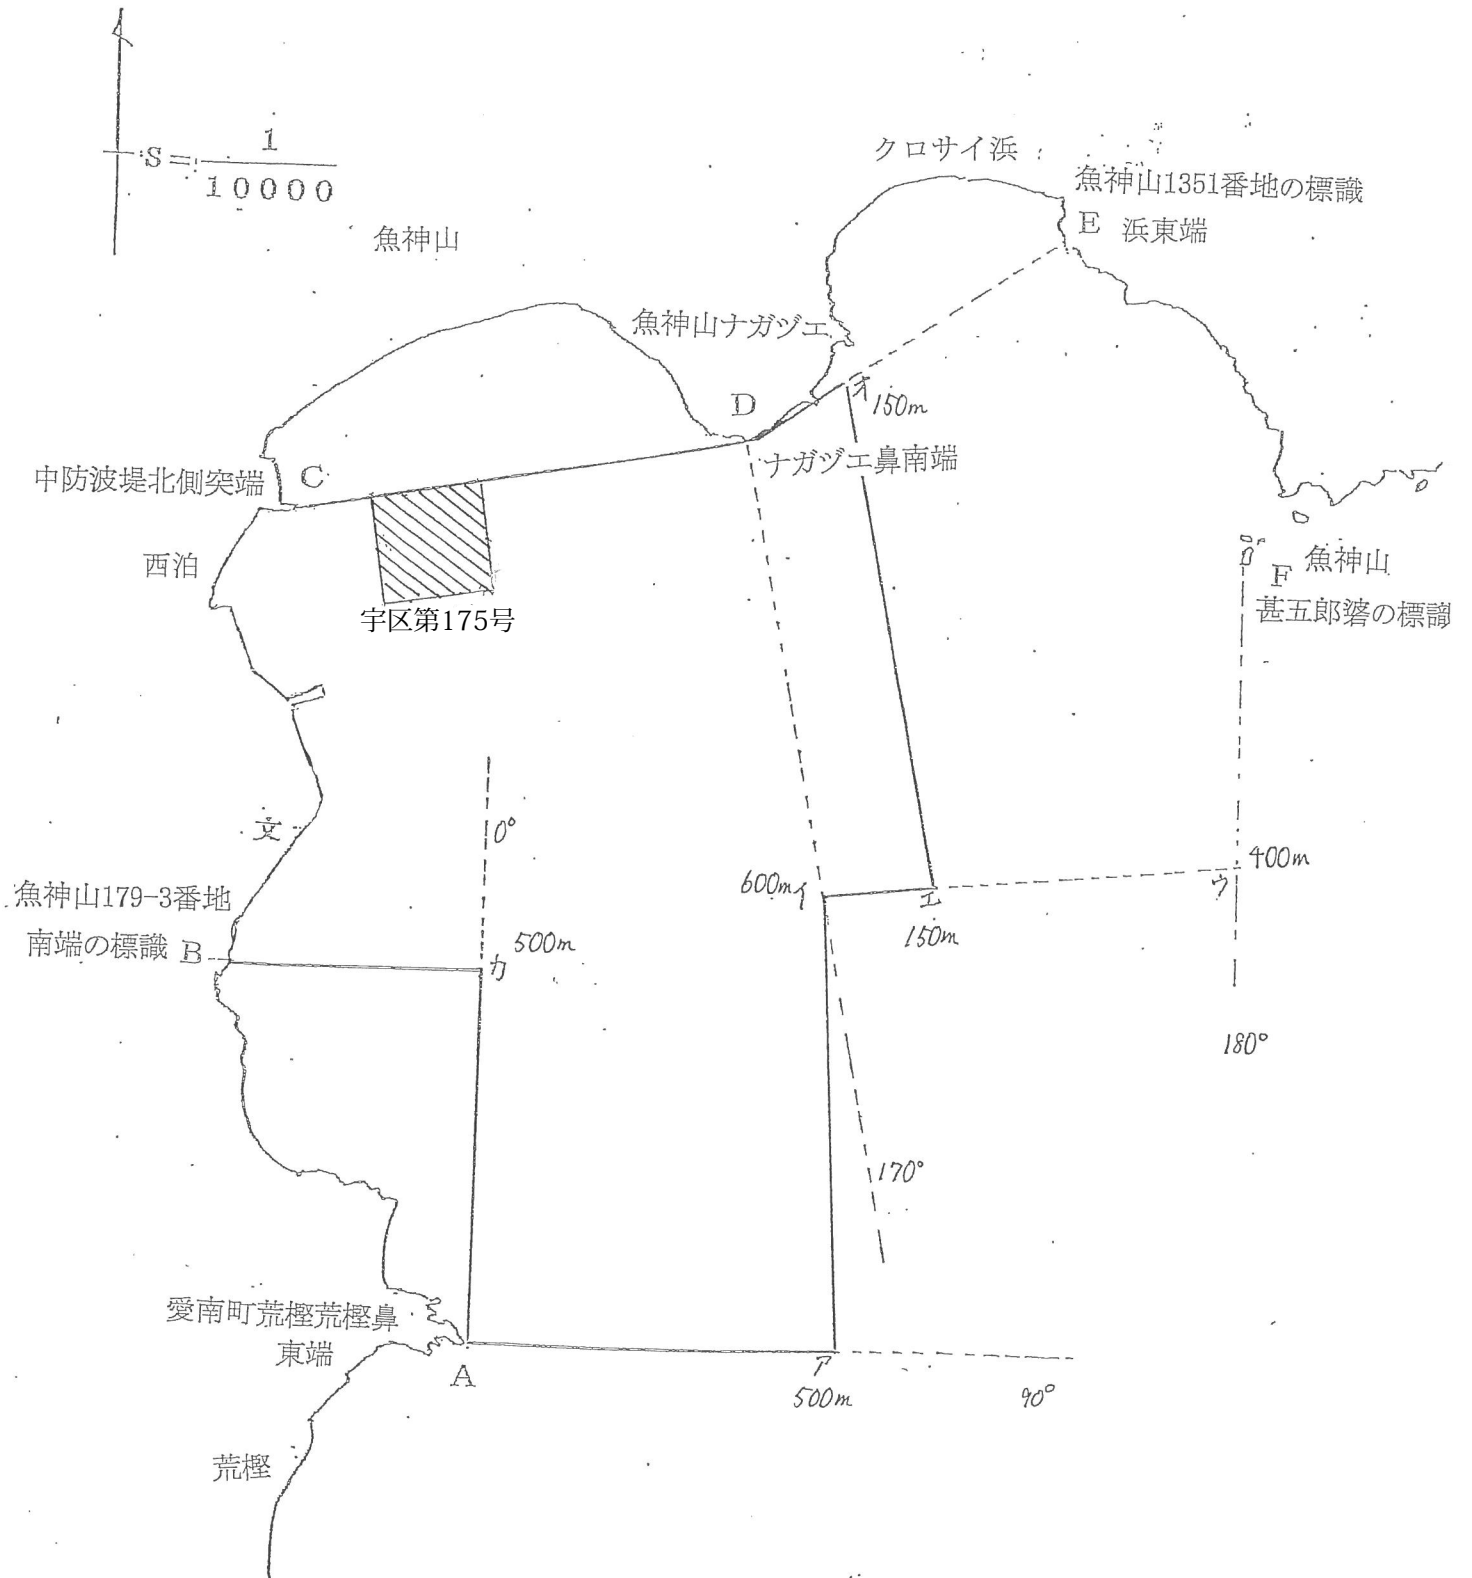 S=1/10000
クロサイ浜
魚神山1351番地の標識
E 浜東端
魚神山
魚神山ナガヅエ
D
オ
150m
ナガヅエ鼻南端
中防波堤北側突端
C
西泊
宇区第175号
F 魚神山
甚五郎碆の標識
文
0°
400m
ウ
600m イ
エ
150m
魚神山179-3番地
南端の標識 B
500m
カ
180°
170°
愛南町荒樫荒樫鼻
東端
A
ア
500m
90°
荒樫